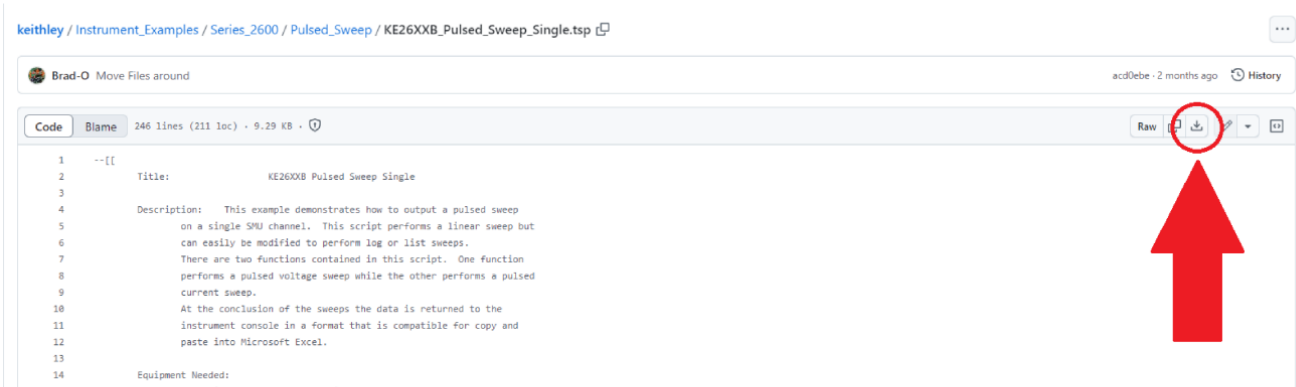 keithley / Instrument_Examples / Series_2600 / Pulsed_Sweep / KE26XXB_Pulsed_Sweep_Single.tsp
Brad-O Move Files around acd0ebe · 2 months ago History
Code Blame 246 lines (211 loc) · 9.29 KB · Raw
1 --[[
2 Title: KE26XXB Pulsed Sweep Single
3
4 Description: This example demonstrates how to output a pulsed sweep
5 on a single SMU channel. This script performs a linear sweep but
6 can easily be modified to perform log or list sweeps.
7 There are two functions contained in this script. One function
8 performs a pulsed voltage sweep while the other performs a pulsed
9 current sweep.
10 At the conclusion of the sweeps the data is returned to the
11 instrument console in a format that is compatible for copy and
12 paste into Microsoft Excel.
13
14 Equipment Needed: